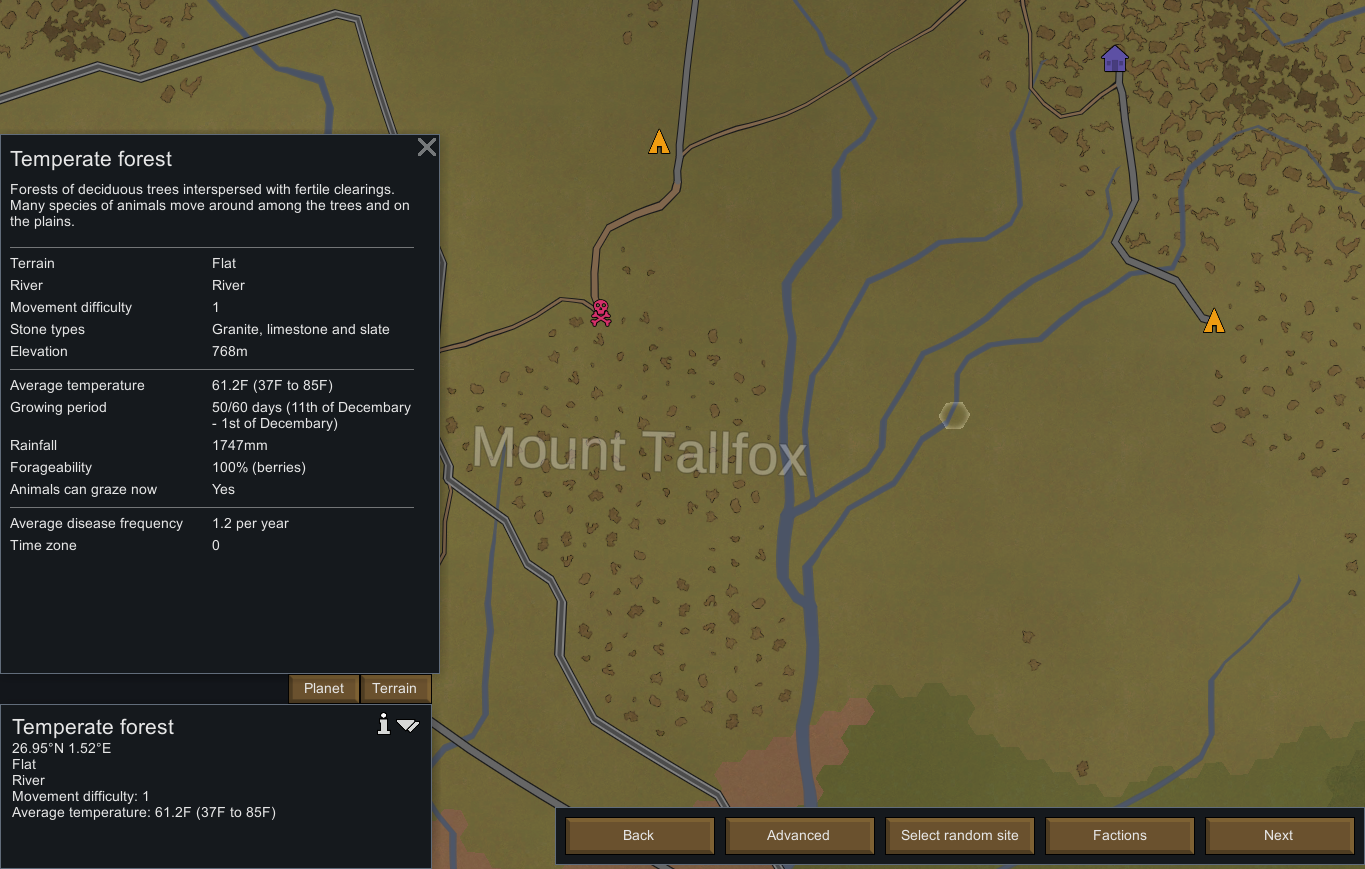 Temperate forest
Forests of deciduous trees interspersed with fertile clearings.
Many species of animals move around among the trees and on
the plains.
Terrain Flat
River River
Movement difficulty 1
Stone types Granite, limestone and slate
Elevation 768m
Average temperature 61.2F (37F to 85F)
Growing period 50/60 days (11th of Decembary
- 1st of Decembary)
Rainfall 1747mm
Forageability 100% (berries)
Animals can graze now Yes
Average disease frequency 1.2 per year
Time zone 0
Mount Tallfox
Planet Terrain
Temperate forest
26.95°N 1.52°E
Flat
River
Movement difficulty: 1
Average temperature: 61.2F (37F to 85F)
Back Advanced Select random site Factions Next